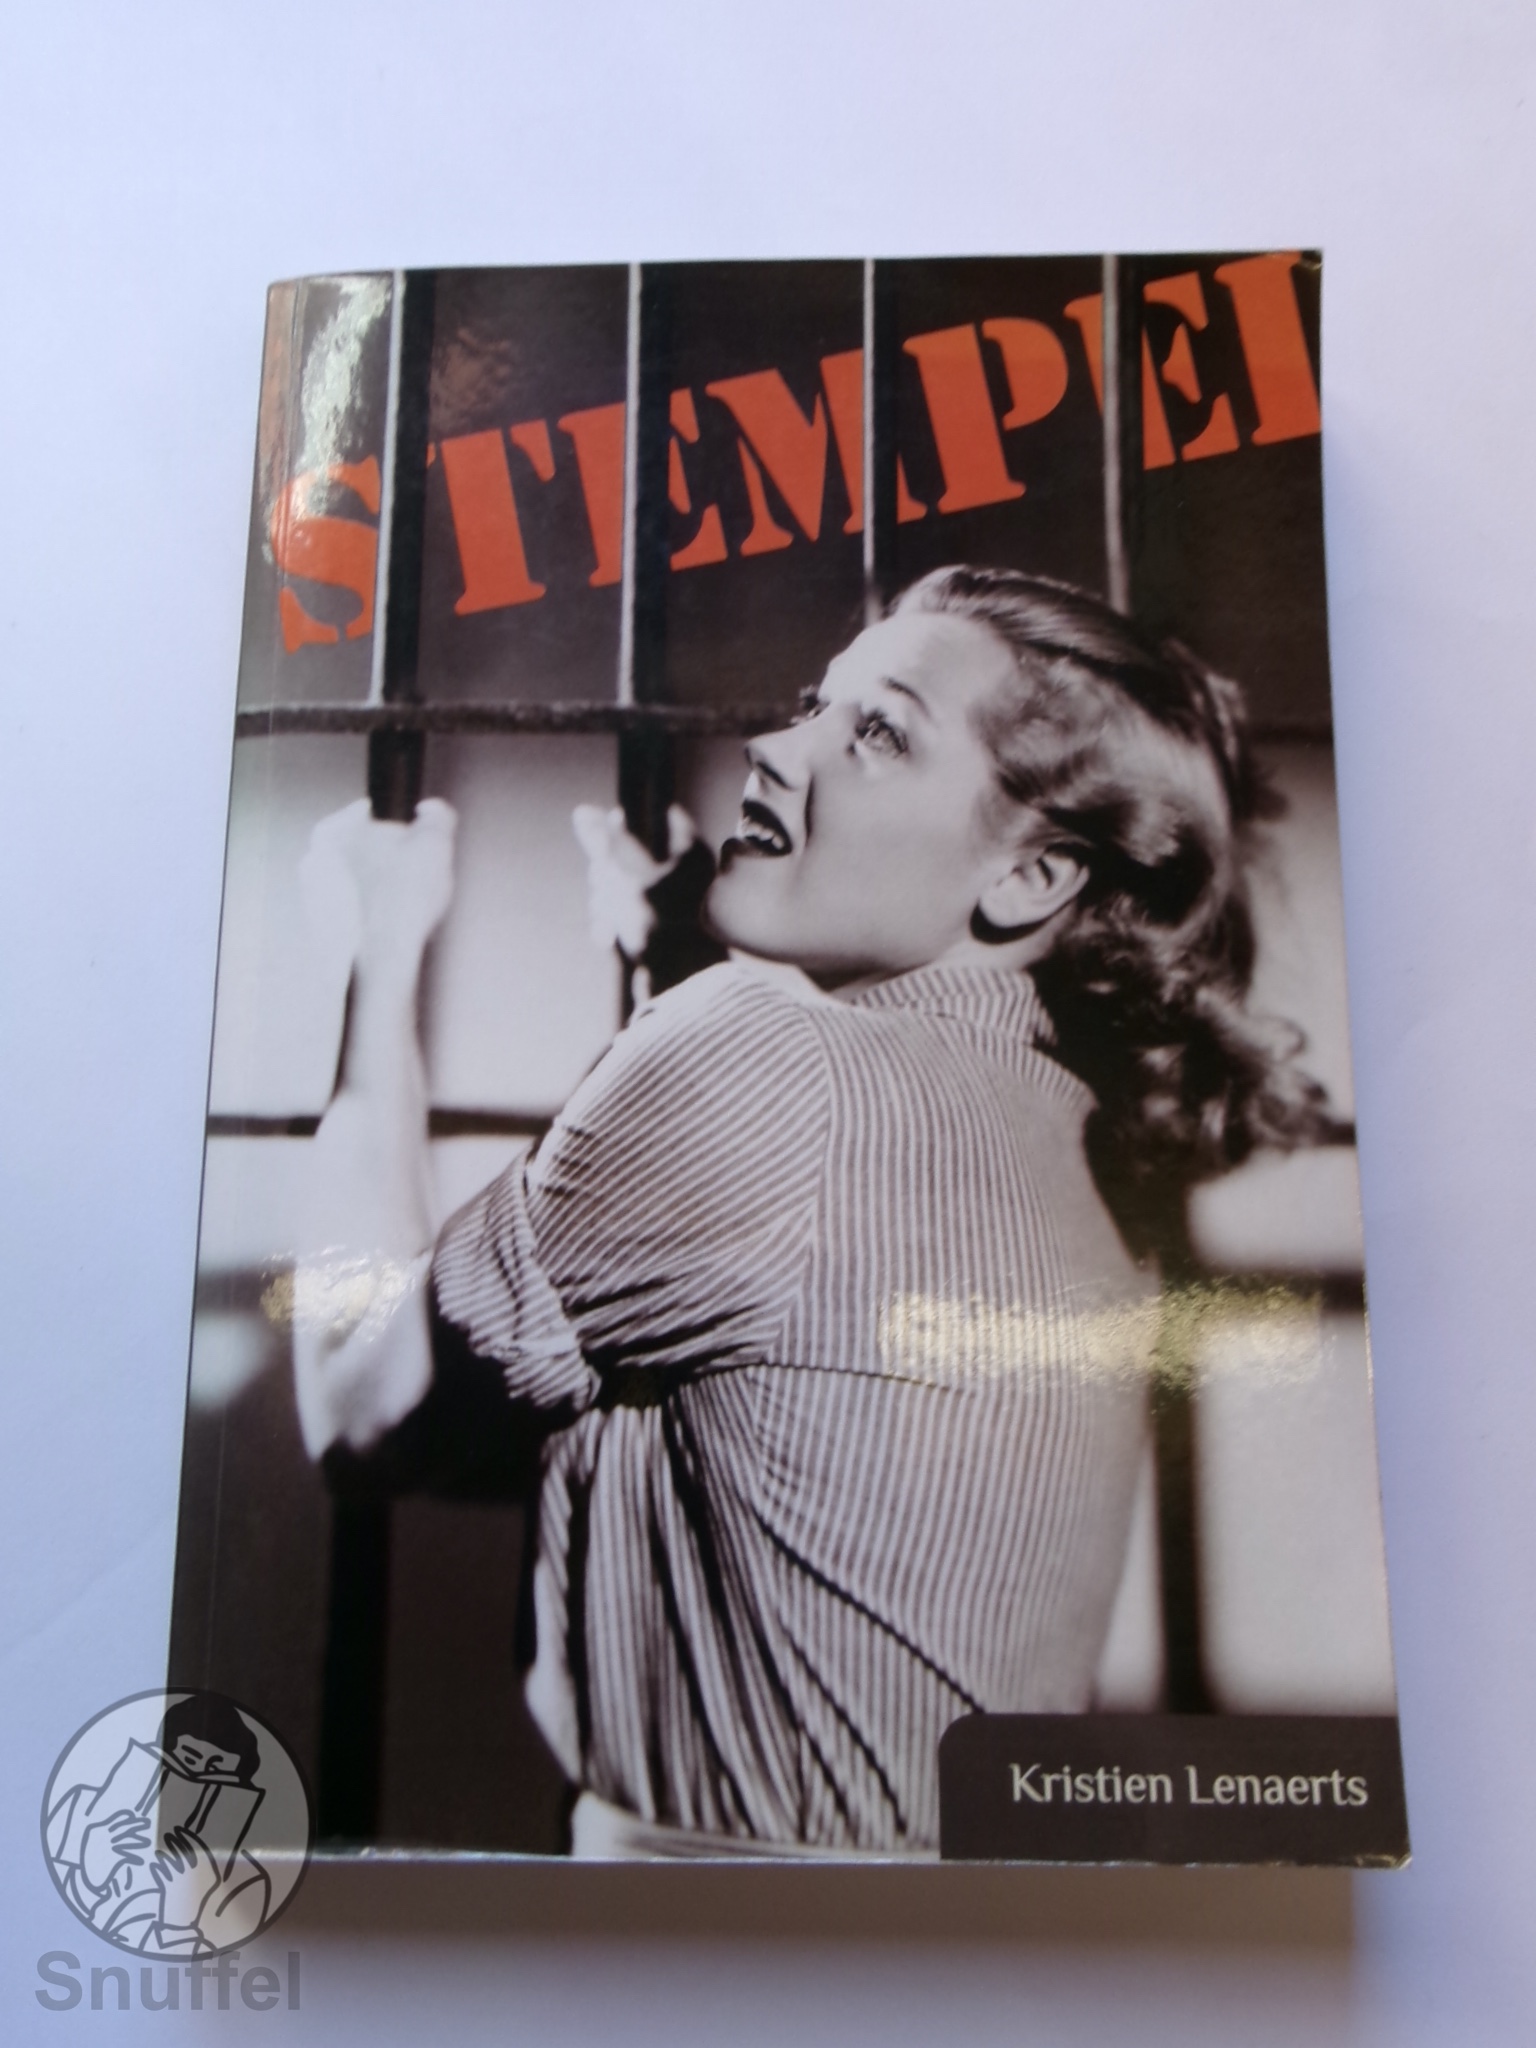 STEMPEL
Kristien Lenaerts
Snuffel